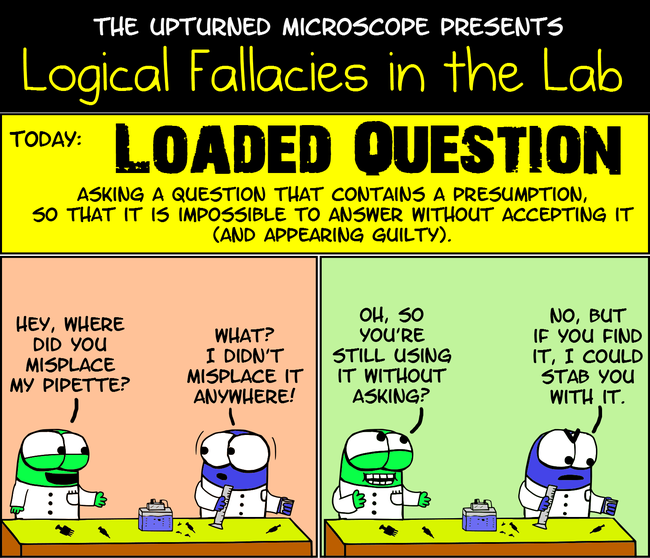 THE UPTURNED MICROSCOPE PRESENTS
Logical Fallacies in the Lab
TODAY: LOADED QUESTION
ASKING A QUESTION THAT CONTAINS A PRESUMPTION,
SO THAT IT IS IMPOSSIBLE TO ANSWER WITHOUT ACCEPTING IT
(AND APPEARING GUILTY).
HEY, WHERE
DID YOU
MISPLACE
MY PIPETTE?
WHAT?
I DIDN'T
MISPLACE IT
ANYWHERE!
OH, SO
YOU'RE
STILL USING
IT WITHOUT
ASKING?
NO, BUT
IF YOU FIND
IT, I COULD
STAB YOU
WITH IT.